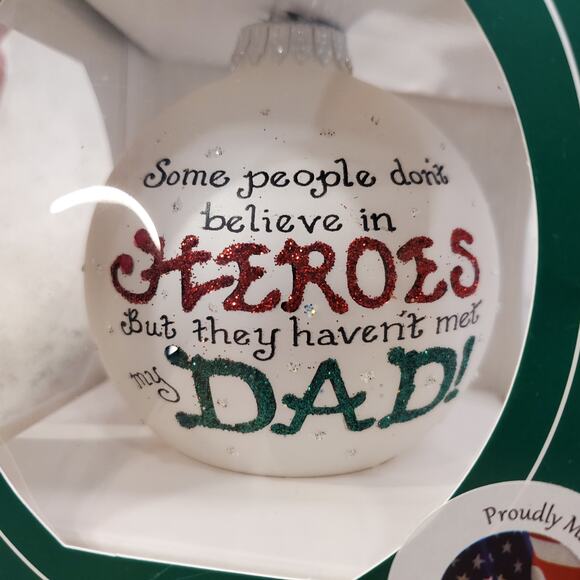 Some people don't
believe in
HEROES
But they haven't met
my DAD!
Proudly